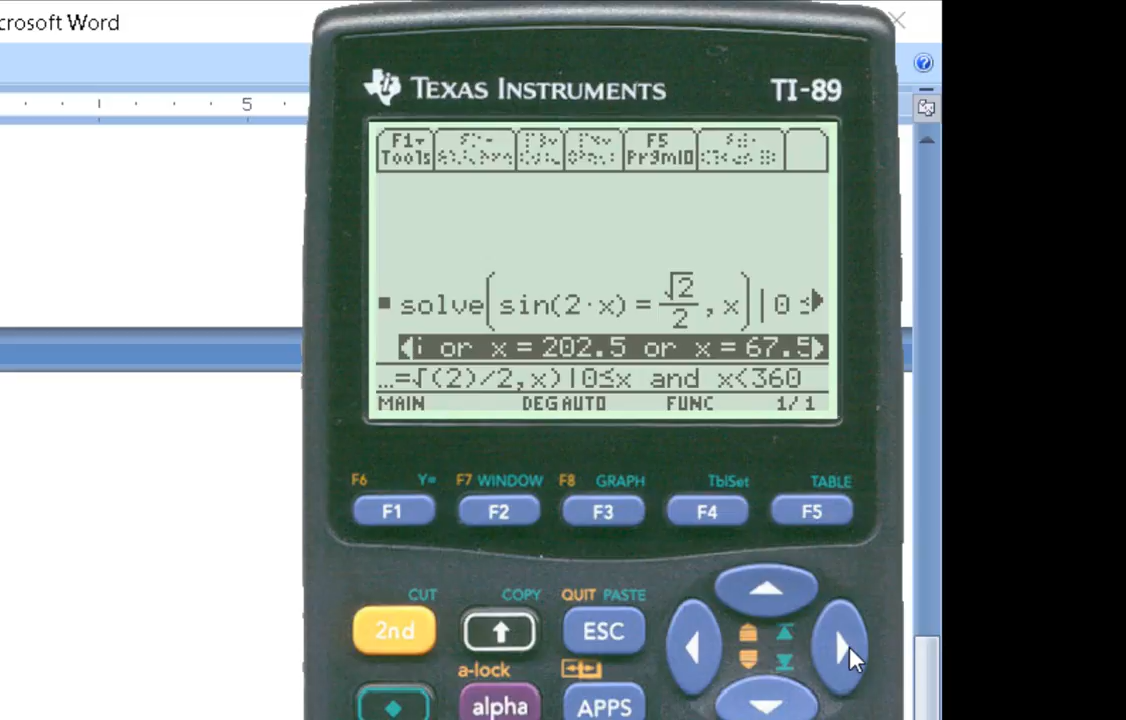 crosoft Word
1
5
TEXAS INSTRUMENTS
TI-89
F1 F5
Tools PrgmIO
solve(sin(2·x) = √2/2, x) | 0 ≤
or x = 202.5 or x = 67.5
…=√(2)/2,x)|0≤x and x<360
MAIN DEG AUTO FUNC 1/1
F6 Y= F7 WINDOW F8 GRAPH TblSet TABLE
F1 F2 F3 F4 F5
CUT COPY QUIT PASTE
2nd ESC
a-lock
alpha APPS